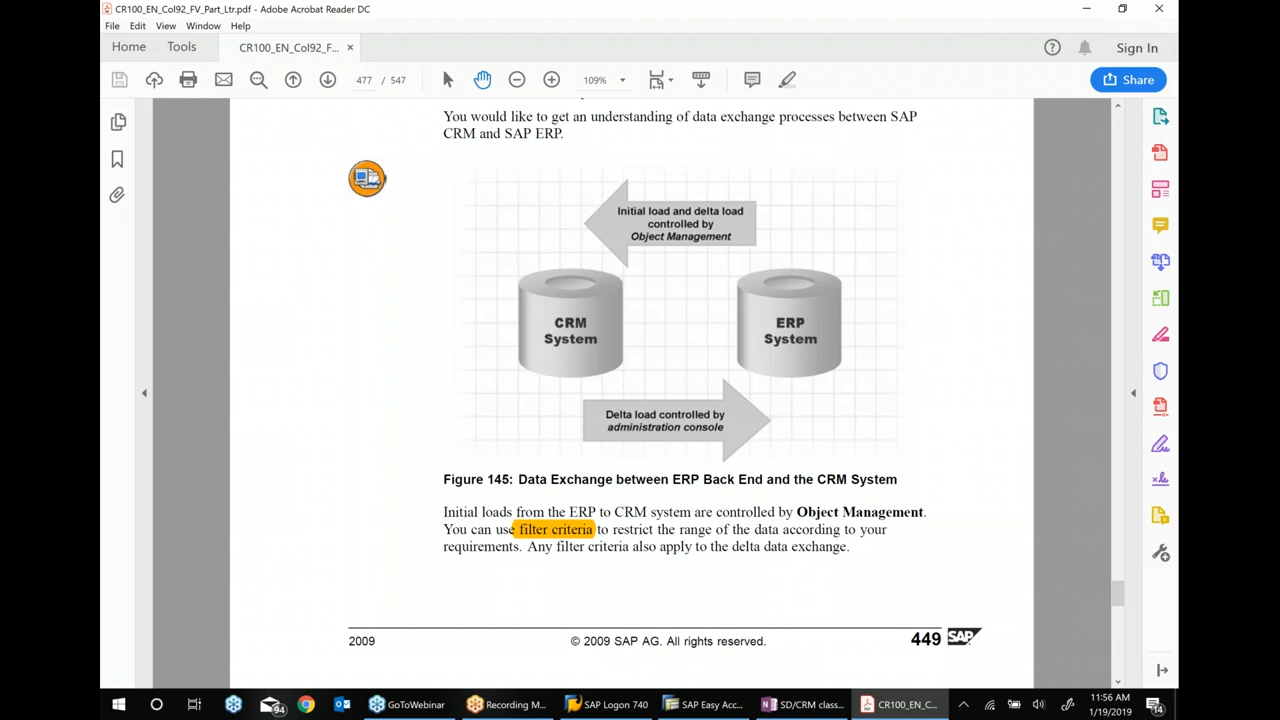 CR100_EN_Col92_FV_Part_Ltr.pdf - Adobe Acrobat Reader DC
File Edit View Window Help
Home Tools CR100_EN_Col92_F... × Sign In
477 / 547 109% Share
You would like to get an understanding of data exchange processes between SAP
CRM and SAP ERP.
Initial load and delta load
controlled by
Object Management
CRM
System
ERP
System
Delta load controlled by
administration console
Figure 145: Data Exchange between ERP Back End and the CRM System
Initial loads from the ERP to CRM system are controlled by Object Management.
You can use filter criteria to restrict the range of the data according to your
requirements. Any filter criteria also apply to the delta data exchange.
2009 © 2009 SAP AG. All rights reserved. 449 SAP
94 GoToWebinar Recording M... SAP Logon 740 SAP Easy Acc... SD/CRM class... CR100_EN_C...
11:56 AM
1/19/2019
14